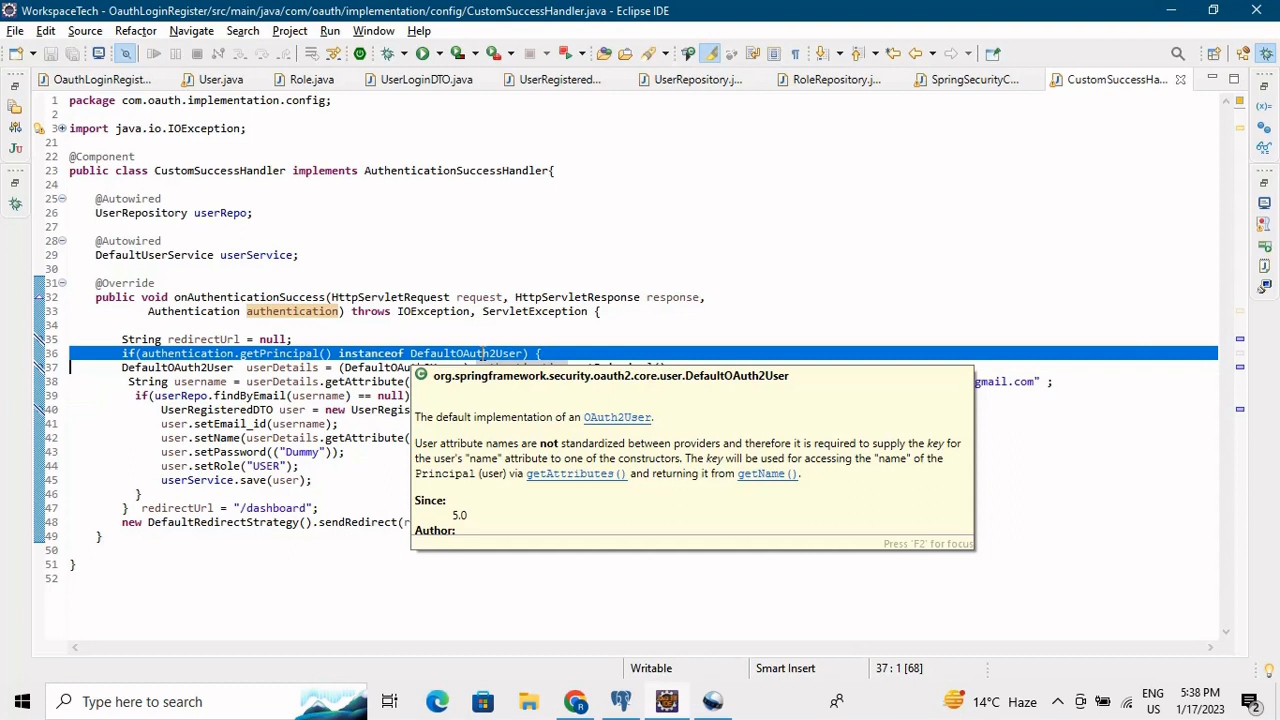 WorkspaceTech - OauthLoginRegister/src/main/java/com/oauth/implementation/config/CustomSuccessHandler.java - Eclipse IDE
File Edit Source Refactor Navigate Search Project Run Window Help
OauthLoginRegist... User.java Role.java UserLoginDTO.java UserRegistered... UserRepository.j... RoleRepository.j... SpringSecurityC... CustomSuccessHa...
1 package com.oauth.implementation.config;
2
3 import java.io.IOException;
21
22 @Component
23 public class CustomSuccessHandler implements AuthenticationSuccessHandler{
24
25 @Autowired
26 UserRepository userRepo;
27
28 @Autowired
29 DefaultUserService userService;
30
31 @Override
32 public void onAuthenticationSuccess(HttpServletRequest request, HttpServletResponse response,
33 Authentication authentication) throws IOException, ServletException {
34
35 String redirectUrl = null;
36 if(authentication.getPrincipal() instanceof DefaultOAuth2User) {
37 DefaultOAuth2User userDetails = (DefaultOAuth2User) authentication.getPrincipal();
38 String username = userDetails.getAttribute( gmail.com" ;
39 if(userRepo.findByEmail(username) == null)
40 UserRegisteredDTO user = new UserRegis
41 user.setEmail_id(username);
42 user.setName(userDetails.getAttribute(
43 user.setPassword(("Dummy"));
44 user.setRole("USER");
45 userService.save(user);
46 }
47 } redirectUrl = "/dashboard";
48 new DefaultRedirectStrategy().sendRedirect(r
49 }
50
51 }
52
org.springframework.security.oauth2.core.user.DefaultOAuth2User
The default implementation of an OAuth2User.
User attribute names are not standardized between providers and therefore it is required to supply the key for
the user's "name" attribute to one of the constructors. The key will be used for accessing the "name" of the
Principal (user) via getAttributes() and returning it from getName().
Since:
5.0
Author:
Press 'F2' for focus
Writable Smart Insert 37 : 1 [68]
Type here to search
14°C Haze
ENG
US
5:38 PM
1/17/2023
2